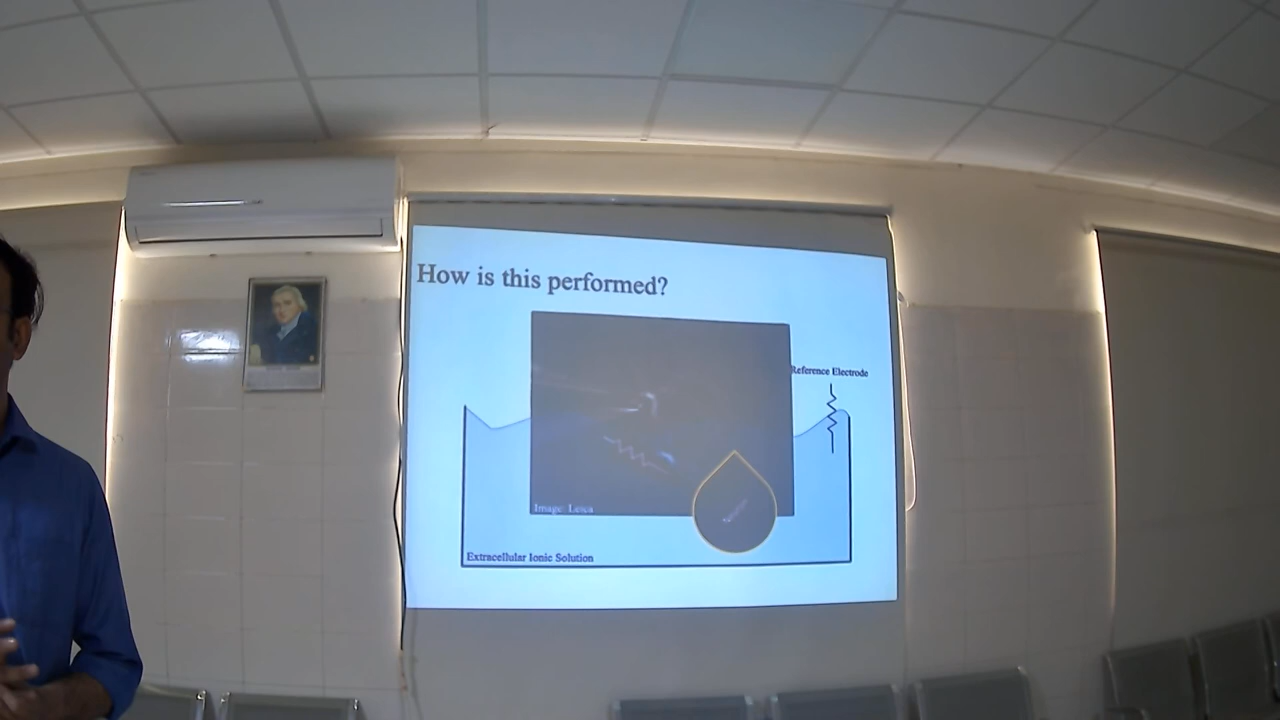 How is this performed?
Reference Electrode
Image: Leica
Extracellular Ionic Solution